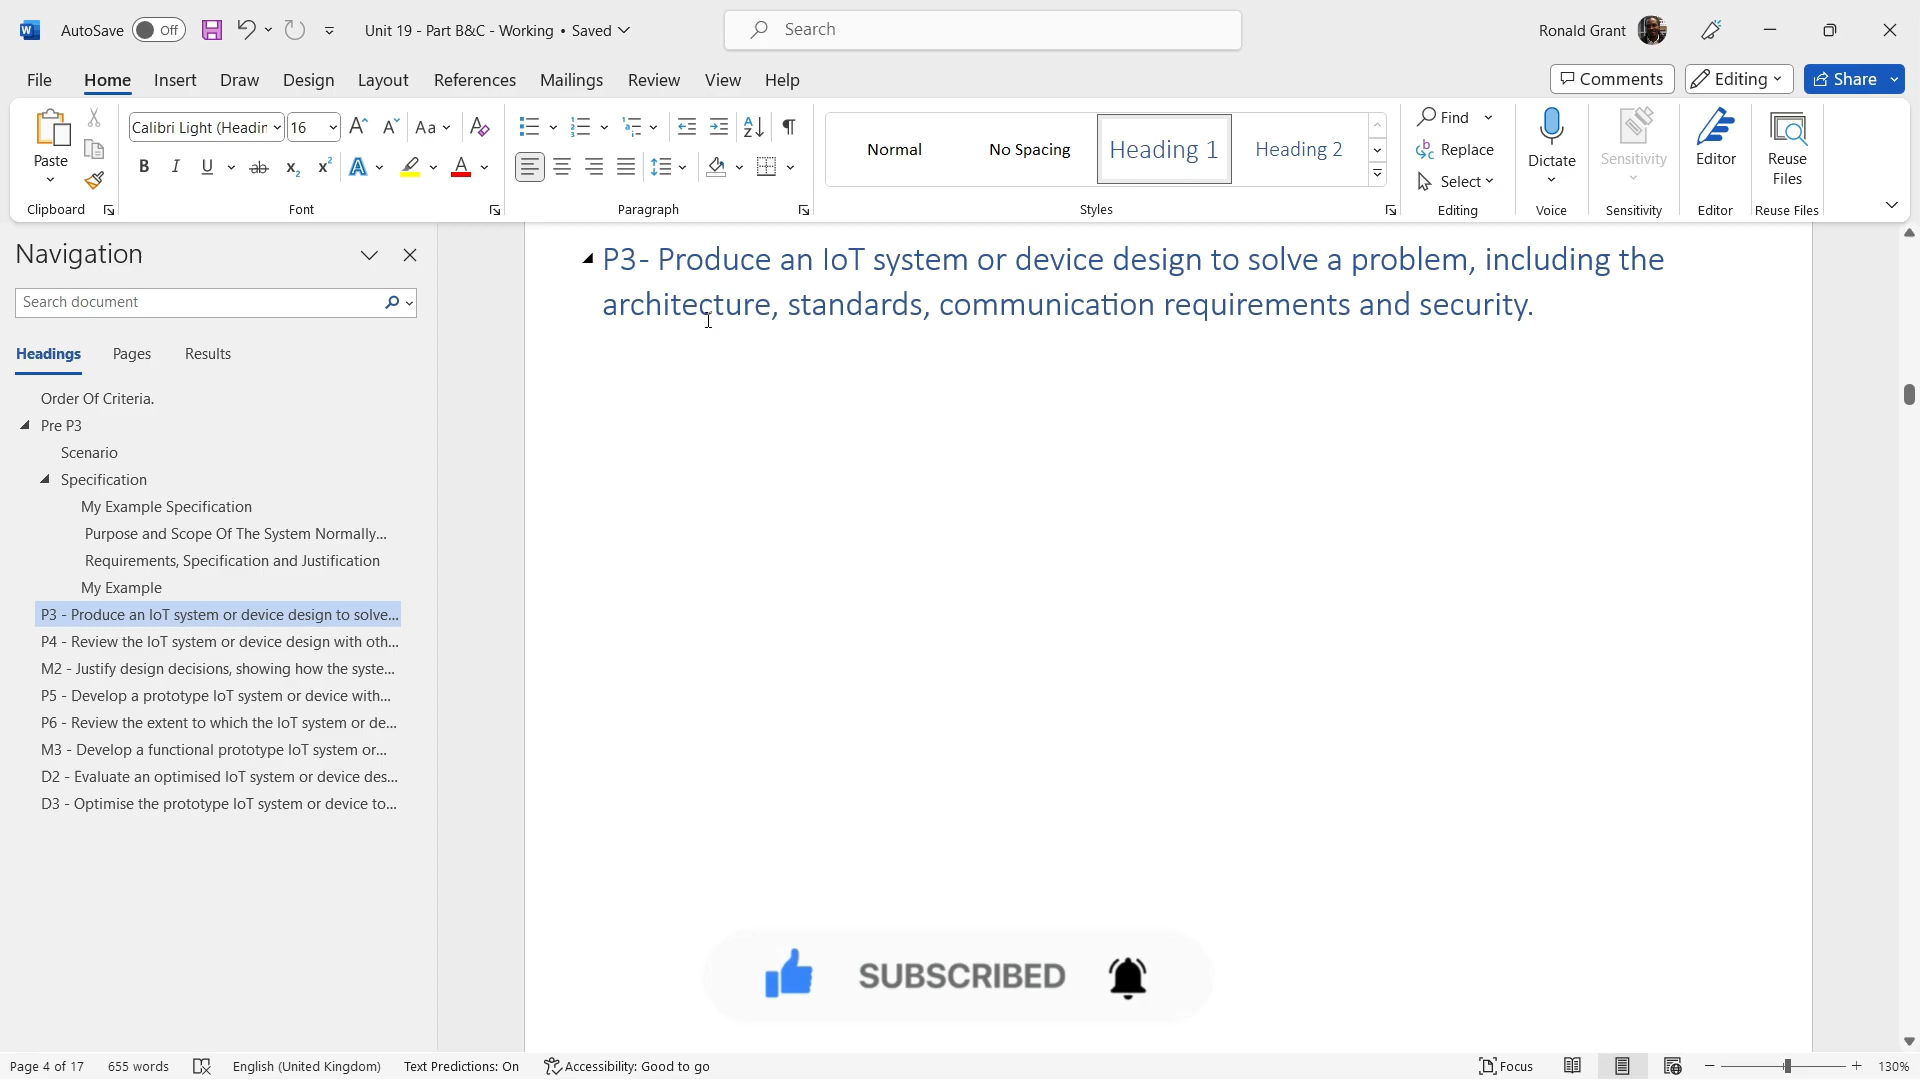 AutoSave Off Unit 19 - Part B&C - Working • Saved Search Ronald Grant
File Home Insert Draw Design Layout References Mailings Review View Help Comments Editing Share
Paste Calibri Light (Headin 16 Aa Normal No Spacing Heading 1 Heading 2 Find Replace Select Dictate Sensitivity Editor Reuse Files
Clipboard Font Paragraph Styles Editing Voice Sensitivity Editor Reuse Files
Navigation
Search document
Headings Pages Results
Order Of Criteria.
Pre P3
Scenario
Specification
My Example Specification
Purpose and Scope Of The System Normally...
Requirements, Specification and Justification
My Example
P3 - Produce an IoT system or device design to solve...
P4 - Review the IoT system or device design with oth...
M2 - Justify design decisions, showing how the syste...
P5 - Develop a prototype IoT system or device with...
P6 - Review the extent to which the IoT system or de...
M3 - Develop a functional prototype IoT system or...
D2 - Evaluate an optimised IoT system or device des...
D3 - Optimise the prototype IoT system or device to...
P3- Produce an IoT system or device design to solve a problem, including the
architecture, standards, communication requirements and security.
SUBSCRIBED
Page 4 of 17 655 words English (United Kingdom) Text Predictions: On Accessibility: Good to go Focus 130%